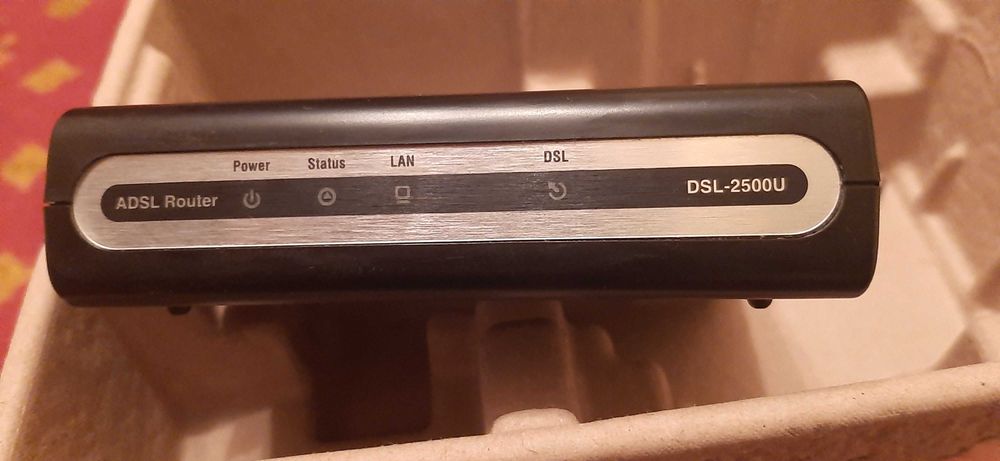 Power Status LAN DSL
ADSL Router DSL-2500U